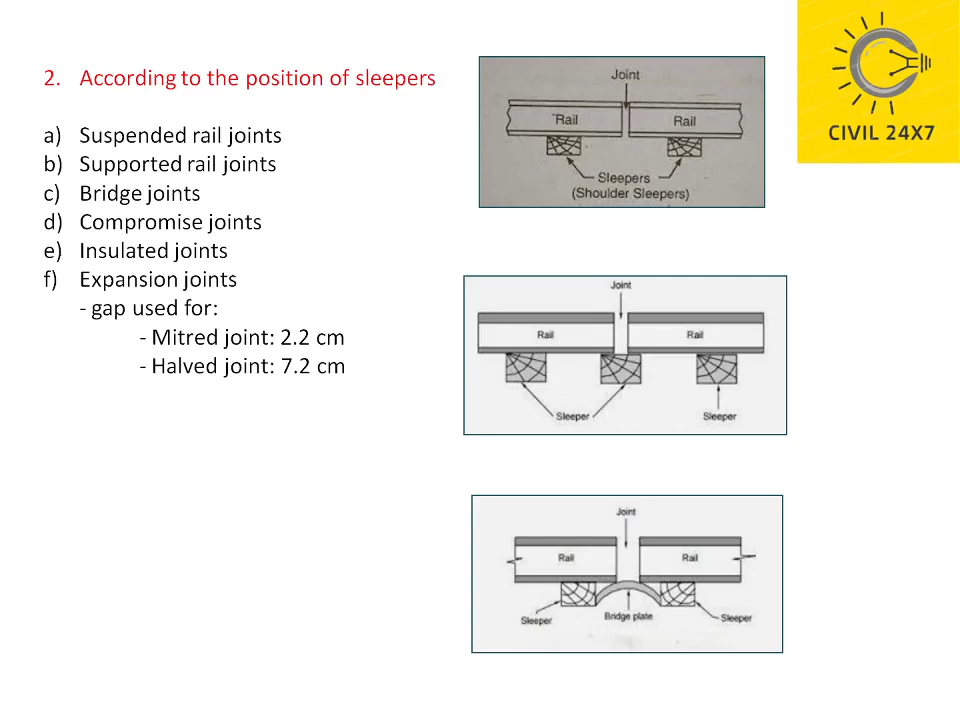 2. According to the position of sleepers
a) Suspended rail joints
b) Supported rail joints
c) Bridge joints
d) Compromise joints
e) Insulated joints
f) Expansion joints
- gap used for:
- Mitred joint: 2.2 cm
- Halved joint: 7.2 cm
Joint
Rail Rail
Sleepers
(Shoulder Sleepers)
Joint
Rail Rail
Sleeper Sleeper
Joint
Rail Rail
Sleeper Bridge plate Sleeper
CIVIL 24X7